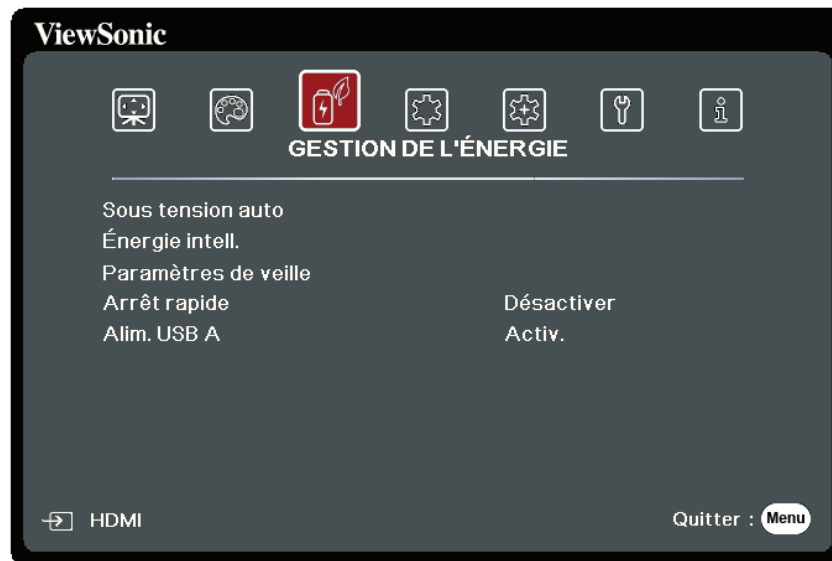 ViewSonic
GESTION DE L'ÉNERGIE
Sous tension auto
Énergie intell.
Paramètres de veille
Arrêt rapide Désactiver
Alim. USB A Activ.
HDMI Quitter : Menu